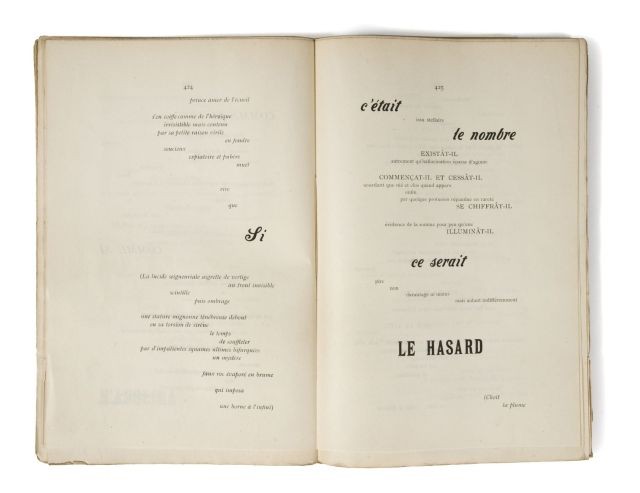 424
prince amer de l'écueil
s'en coiffe comme de l'héroïque
irrésistible mais contenu
par sa petite raison virile
en foudre
soucieux
expiatoire et pubère
muet
rire
que
Si
(La lucide seigneuriale aigrette de vertige
au front invisible
scintille
puis ombrage
une stature mignonne ténébreuse debout
en sa torsion de sirène
le temps
de souffleter
par d'impatientes squames ultimes bifurquées
un mystère
faux roc évaporé en brume
qui imposa
une borne à l'infini)
425
c'était
issu stellaire
le nombre
EXISTÂT-IL
autrement qu'hallucination éparse d'agonie
COMMENÇÂT-IL ET CESSÂT-IL
sourdant que nié et clos quand apparu
enfin
par quelque profusion répandue en rareté
SE CHIFFRÂT-IL
évidence de la somme pour peu qu'une
ILLUMINÂT-IL
ce serait
pire
non
davantage ni moins
mais autant indifféremment
LE HASARD
(Choit
la plume